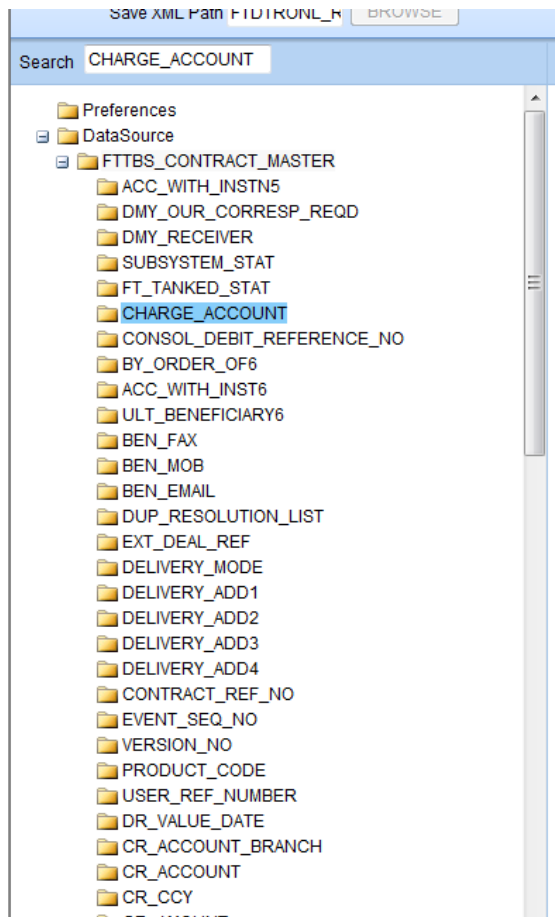 Save XML Path FTDTRONL_R BROWSE
Search CHARGE_ACCOUNT
Preferences
DataSource
FTTBS_CONTRACT_MASTER
ACC_WITH_INSTN5
DMY_OUR_CORRESP_REQD
DMY_RECEIVER
SUBSYSTEM_STAT
FT_TANKED_STAT
CHARGE_ACCOUNT
CONSOL_DEBIT_REFERENCE_NO
BY_ORDER_OF6
ACC_WITH_INST6
ULT_BENEFICIARY6
BEN_FAX
BEN_MOB
BEN_EMAIL
DUP_RESOLUTION_LIST
EXT_DEAL_REF
DELIVERY_MODE
DELIVERY_ADD1
DELIVERY_ADD2
DELIVERY_ADD3
DELIVERY_ADD4
CONTRACT_REF_NO
EVENT_SEQ_NO
VERSION_NO
PRODUCT_CODE
USER_REF_NUMBER
DR_VALUE_DATE
CR_ACCOUNT_BRANCH
CR_ACCOUNT
CR_CCY